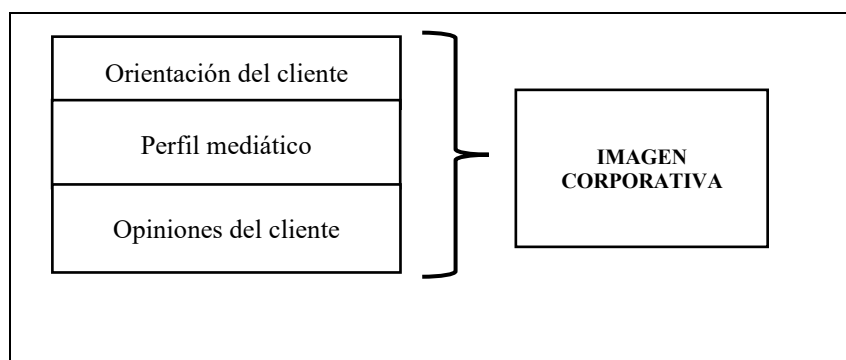 Orientación del cliente
Perfil mediático
Opiniones del cliente
IMAGEN
CORPORATIVA